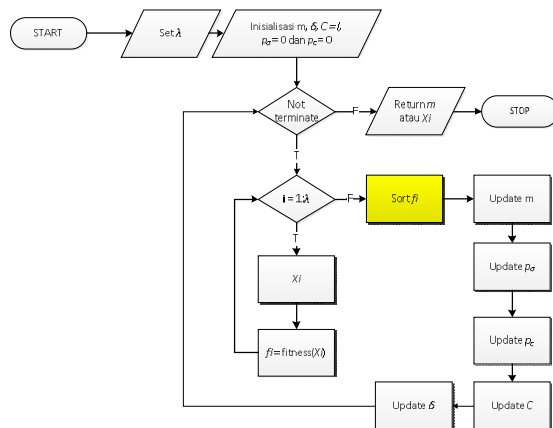 START
Set λ
Inisialisasi m, δ, C=I,
pσ=0 dan pc=0
Not
terminate
F
Return m
atau Xi
STOP
T
i = 1:λ
F
Sort fi
Update m
T
Xi
Update pσ
fi=fitness(Xi)
Update pc
Update δ
Update C